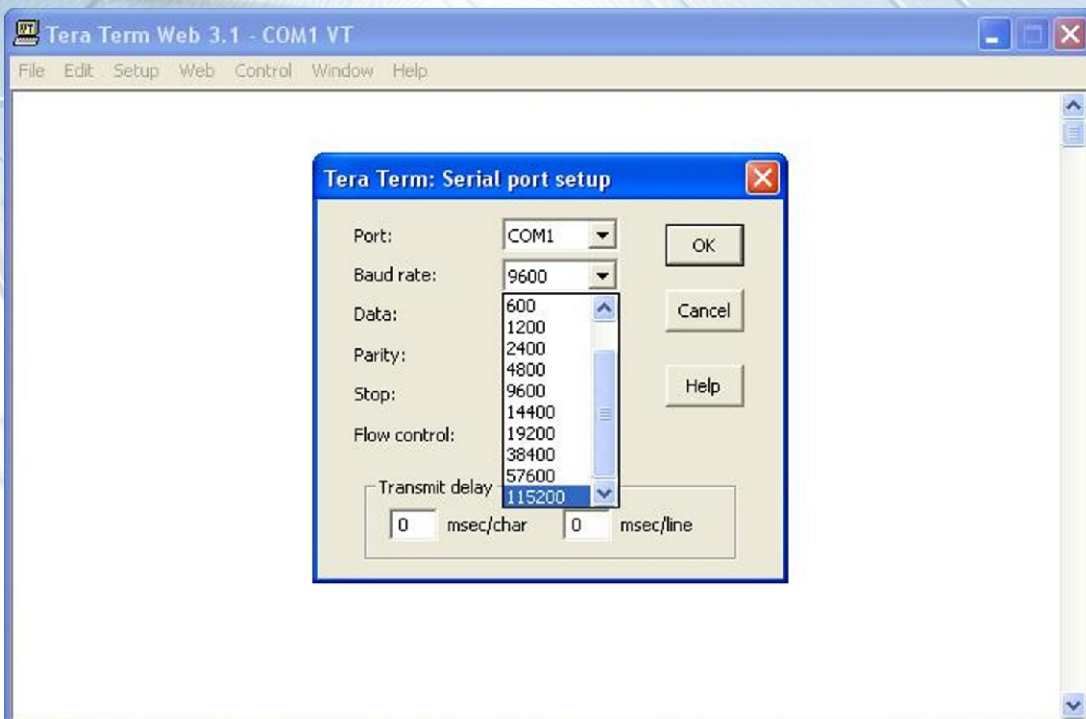 VT
Tera Term Web 3.1 - COM1 VT
File Edit Setup Web Control Window Help
Tera Term: Serial port setup
Port: COM1 OK
Baud rate: 9600
600
Data: Cancel
1200
2400
Parity:
4800
Stop: 9600 Help
14400
Flow control: 19200
38400
57600
Transmit delay 115200
0 msec/char 0 msec/line